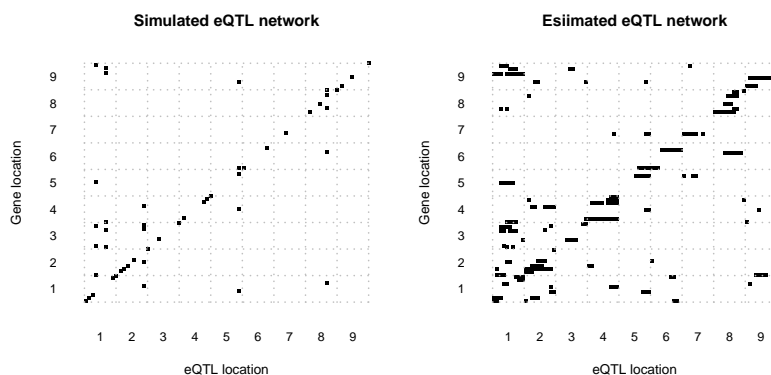 Simulated eQTL network
Gene location
9
8
7
6
5
4
3
2
1
1 2 3 4 5 6 7 8 9
eQTL location
Esiimated eQTL network
Gene location
9
8
7
6
5
4
3
2
1
1 2 3 4 5 6 7 8 9
eQTL location